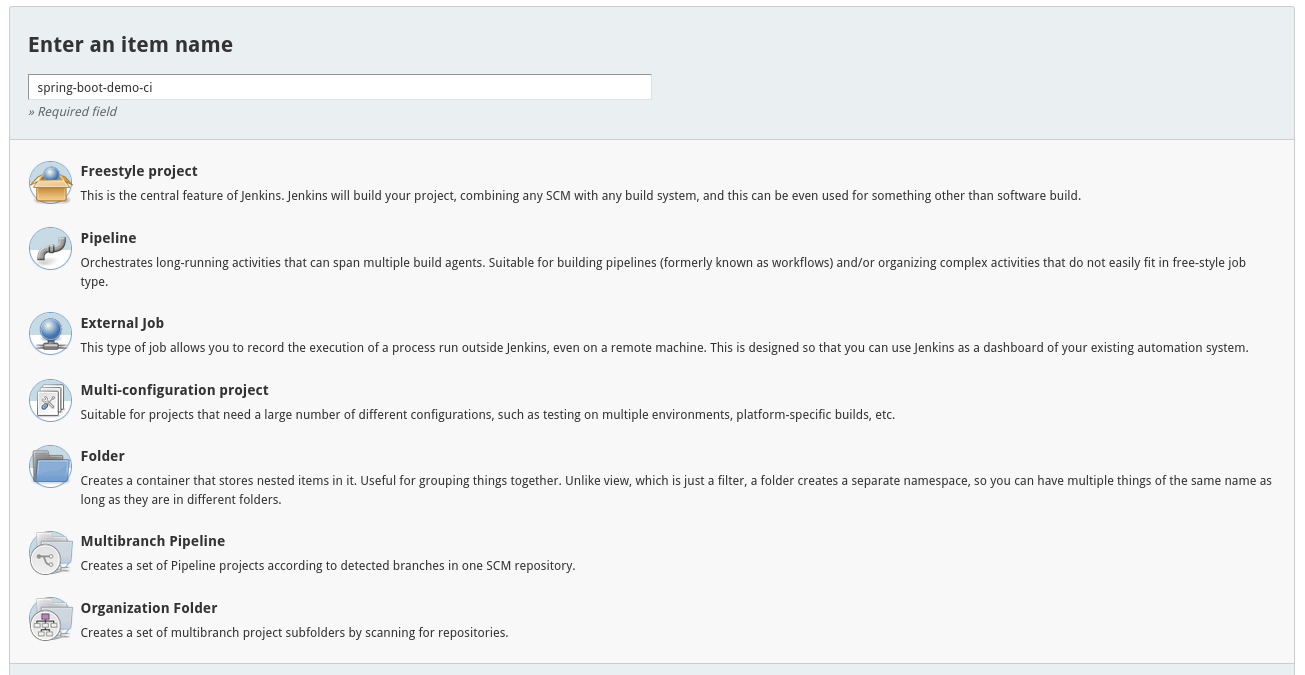 Enter an item name
spring-boot-demo-ci
» Required field
Freestyle project
This is the central feature of Jenkins. Jenkins will build your project, combining any SCM with any build system, and this can be even used for something other than software build.
Pipeline
Orchestrates long-running activities that can span multiple build agents. Suitable for building pipelines (formerly known as workflows) and/or organizing complex activities that do not easily fit in free-style job
type.
External Job
This type of job allows you to record the execution of a process run outside Jenkins, even on a remote machine. This is designed so that you can use Jenkins as a dashboard of your existing automation system.
Multi-configuration project
Suitable for projects that need a large number of different configurations, such as testing on multiple environments, platform-specific builds, etc.
Folder
Creates a container that stores nested items in it. Useful for grouping things together. Unlike view, which is just a filter, a folder creates a separate namespace, so you can have multiple things of the same name as
long as they are in different folders.
Multibranch Pipeline
Creates a set of Pipeline projects according to detected branches in one SCM repository.
Organization Folder
Creates a set of multibranch project subfolders by scanning for repositories.